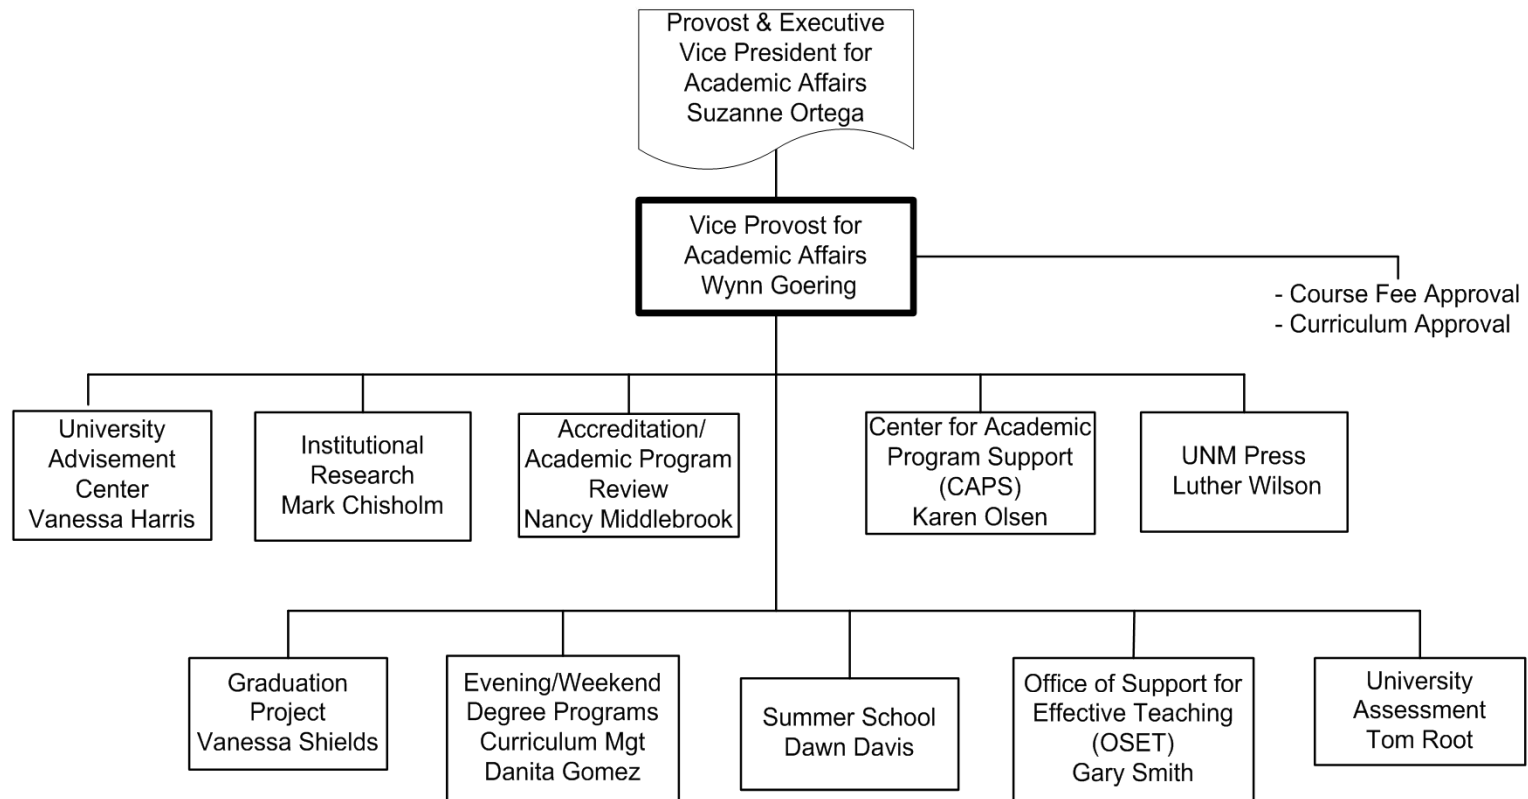 Provost & Executive
Vice President for
Academic Affairs
Suzanne Ortega
Vice Provost for
Academic Affairs
Wynn Goering
- Course Fee Approval
- Curriculum Approval
University
Advisement
Center
Vanessa Harris
Institutional
Research
Mark Chisholm
Accreditation/
Academic Program
Review
Nancy Middlebrook
Center for Academic
Program Support
(CAPS)
Karen Olsen
UNM Press
Luther Wilson
Graduation
Project
Vanessa Shields
Evening/Weekend
Degree Programs
Curriculum Mgt
Danita Gomez
Summer School
Dawn Davis
Office of Support for
Effective Teaching
(OSET)
Gary Smith
University
Assessment
Tom Root